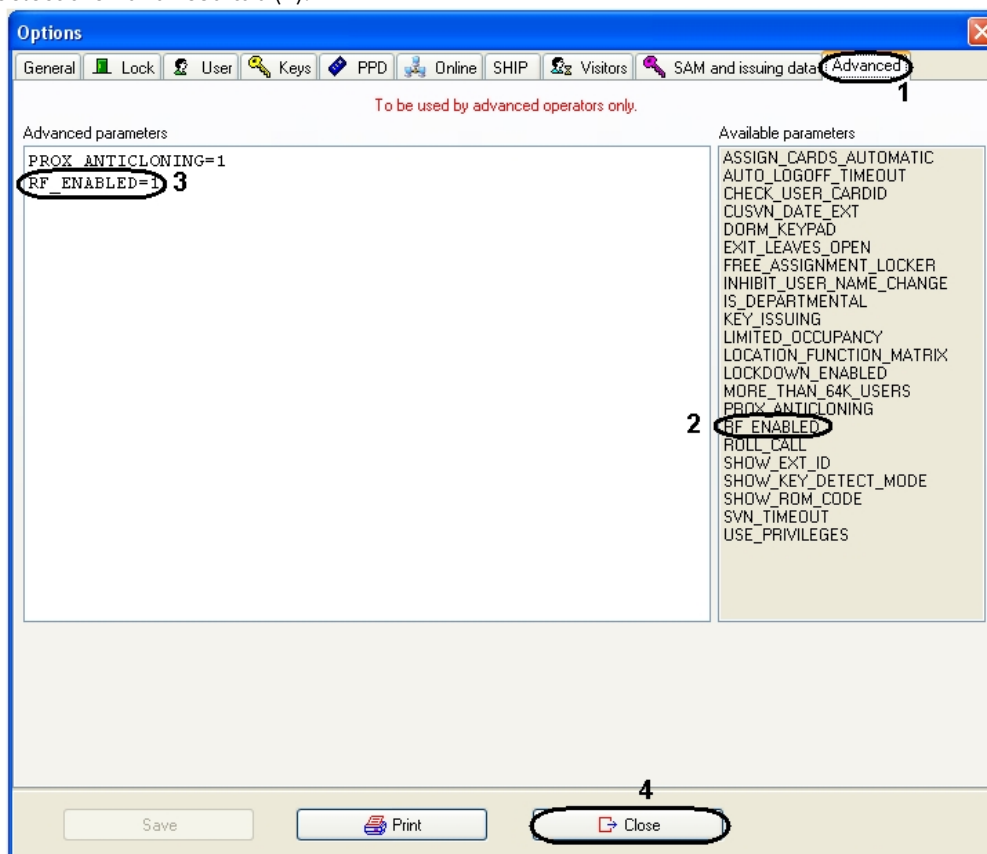 Options
General Lock User Keys PPD Online SHIP Visitors SAM and issuing data Advanced
1
To be used by advanced operators only.
Advanced parameters
PROX_ANTICLONING=1
RF_ENABLED=1 3
Available parameters
ASSIGN_CARDS_AUTOMATIC
AUTO_LOGOFF_TIMEOUT
CHECK_USER_CARDID
CUSVN_DATE_EXT
DORM_KEYPAD
EXIT_LEAVES_OPEN
FREE_ASSIGNMENT_LOCKER
INHIBIT_USER_NAME_CHANGE
IS_DEPARTMENTAL
KEY_ISSUING
LIMITED_OCCUPANCY
LOCATION_FUNCTION_MATRIX
LOCKDOWN_ENABLED
MORE_THAN_64K_USERS
PROX_ANTICLONING
2 RF_ENABLED
ROLL_CALL
SHOW_EXT_ID
SHOW_KEY_DETECT_MODE
SHOW_ROM_CODE
SVN_TIMEOUT
USE_PRIVILEGES
4
Save Print Close